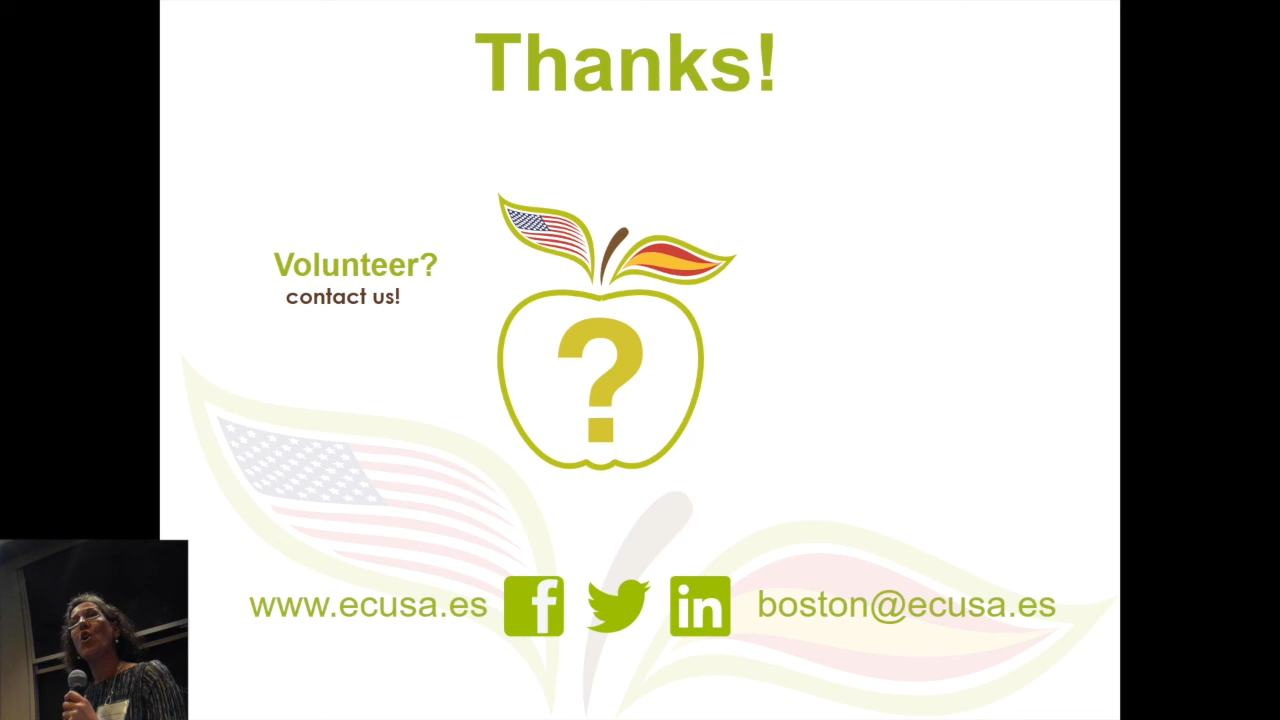 Thanks!
Volunteer?
contact us!
?
www.ecusa.es
f
in
boston@ecusa.es